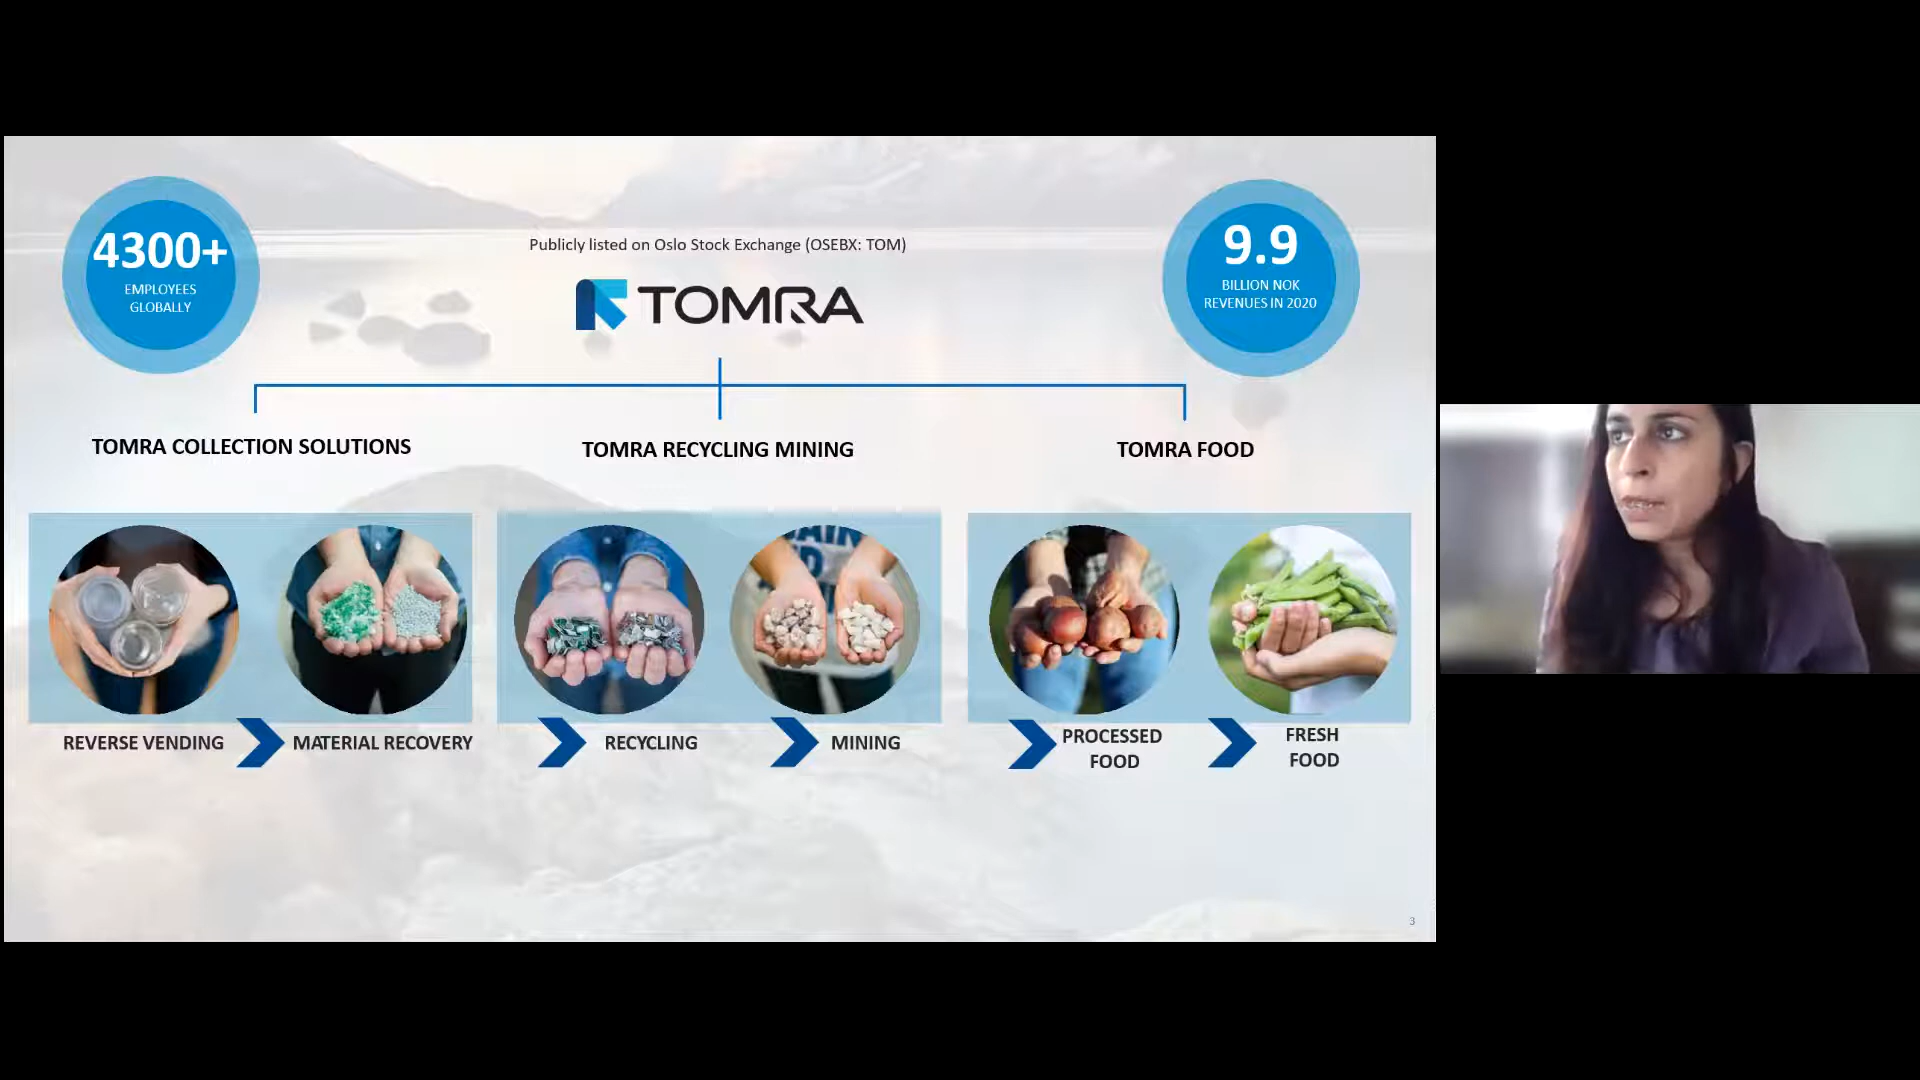 4300+
EMPLOYEES
GLOBALLY
Publicly listed on Oslo Stock Exchange (OSEBX: TOM)
TOMRA
9.9
BILLION NOK
REVENUES IN 2020
TOMRA COLLECTION SOLUTIONS
TOMRA RECYCLING MINING
TOMRA FOOD
REVERSE VENDING
MATERIAL RECOVERY
RECYCLING
MINING
PROCESSED
FOOD
FRESH
FOOD
3